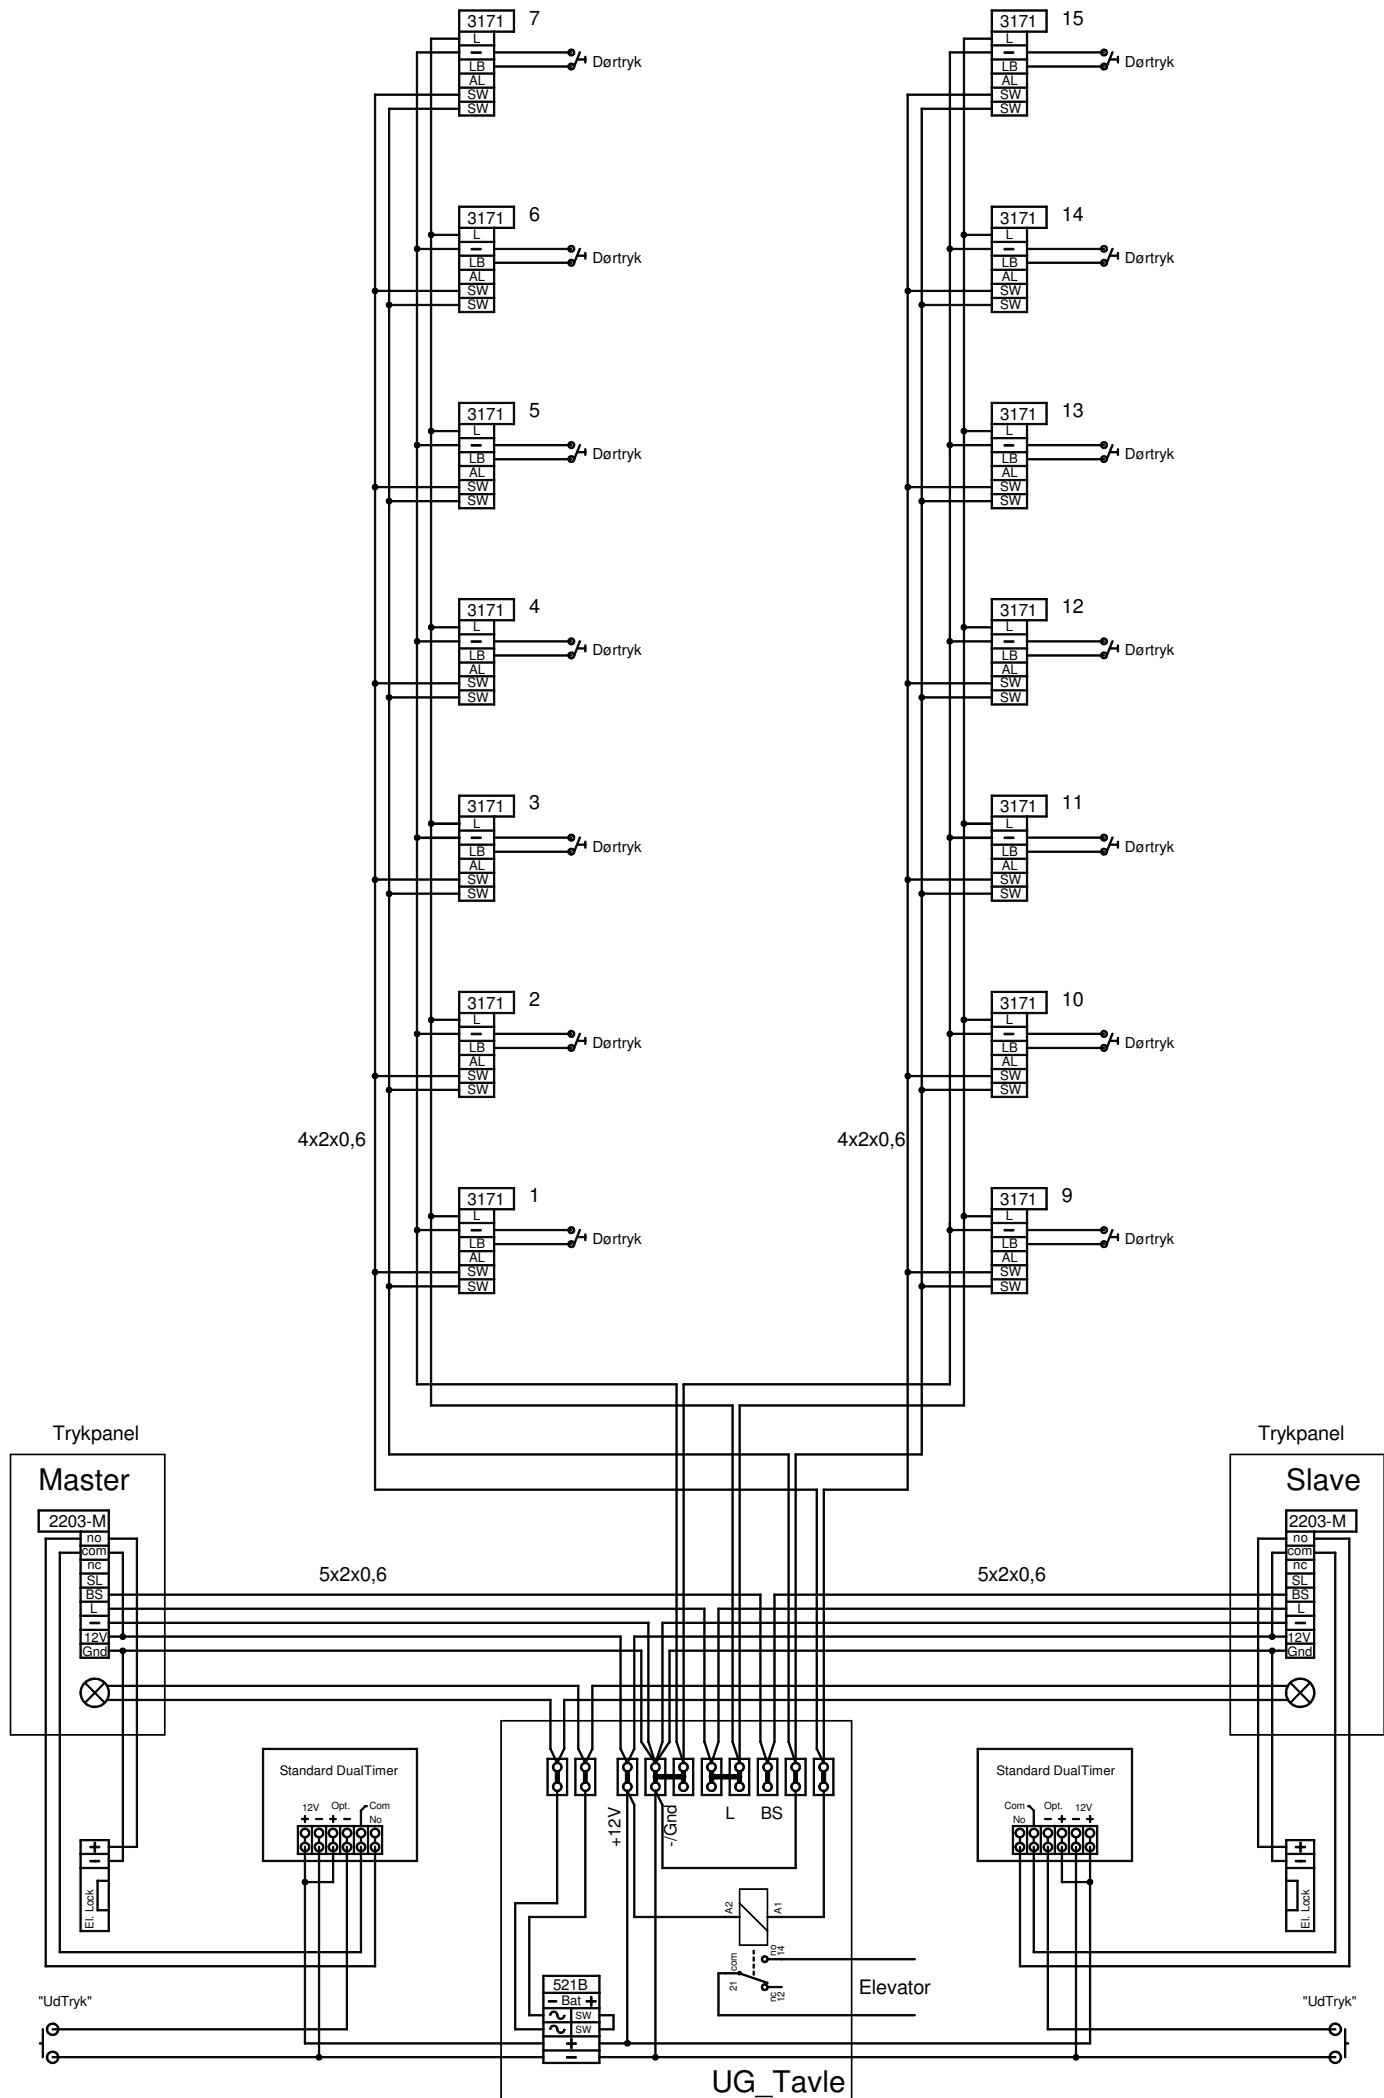 3171 7
L
–
LB
AL
SW
SW
Dørtryk
3171 15
L
–
LB
AL
SW
SW
Dørtryk
3171 6
L
–
LB
AL
SW
SW
Dørtryk
3171 14
L
–
LB
AL
SW
SW
Dørtryk
3171 5
L
–
LB
AL
SW
SW
Dørtryk
3171 13
L
–
LB
AL
SW
SW
Dørtryk
3171 4
L
–
LB
AL
SW
SW
Dørtryk
3171 12
L
–
LB
AL
SW
SW
Dørtryk
3171 3
L
–
LB
AL
SW
SW
Dørtryk
3171 11
L
–
LB
AL
SW
SW
Dørtryk
3171 2
L
–
LB
AL
SW
SW
Dørtryk
3171 10
L
–
LB
AL
SW
SW
Dørtryk
4x2x0,6
4x2x0,6
3171 1
L
–
LB
AL
SW
SW
Dørtryk
3171 9
L
–
LB
AL
SW
SW
Dørtryk
Trykpanel
Master
2203-M
no
com
nc
SL
BS
L
–
12V
Gnd
5x2x0,6
5x2x0,6
Trykpanel
Slave
2203-M
no
com
nc
SL
BS
L
–
12V
Gnd
Standard DualTimer
12V Opt. Com
+ – + – No
+
–
El. Lock
"UdTryk"
+12V
-/Gnd
L
BS
A2
A1
com
21
no
14
nc
12
Elevator
521B
– Bat +
SW
SW
+
–
UG_Tavle
Standard DualTimer
Com Opt. 12V
No – + – +
+
–
El. Lock
"UdTryk"